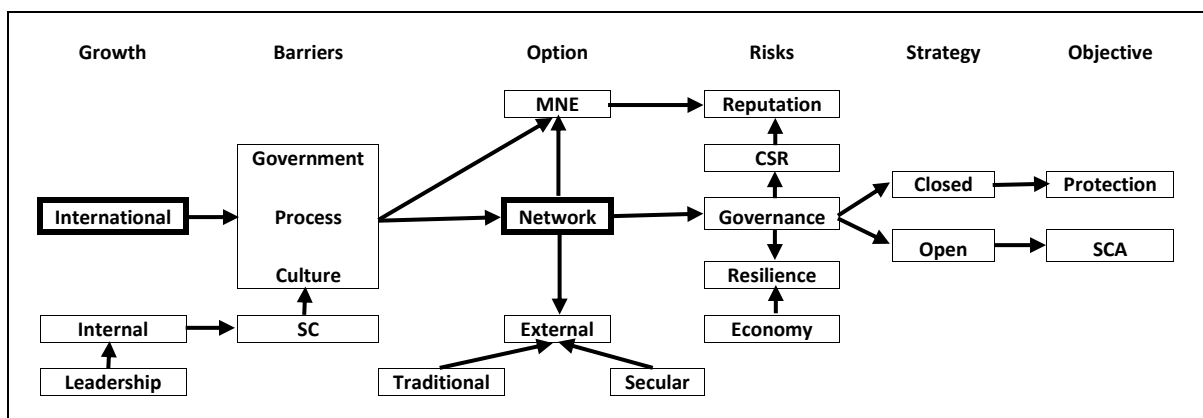 Growth Barriers Option Risks Strategy Objective
MNE Reputation
Government CSR
Closed Protection
International Process Network Governance
Open SCA
Culture Resilience
Internal SC External Economy
Leadership Traditional Secular